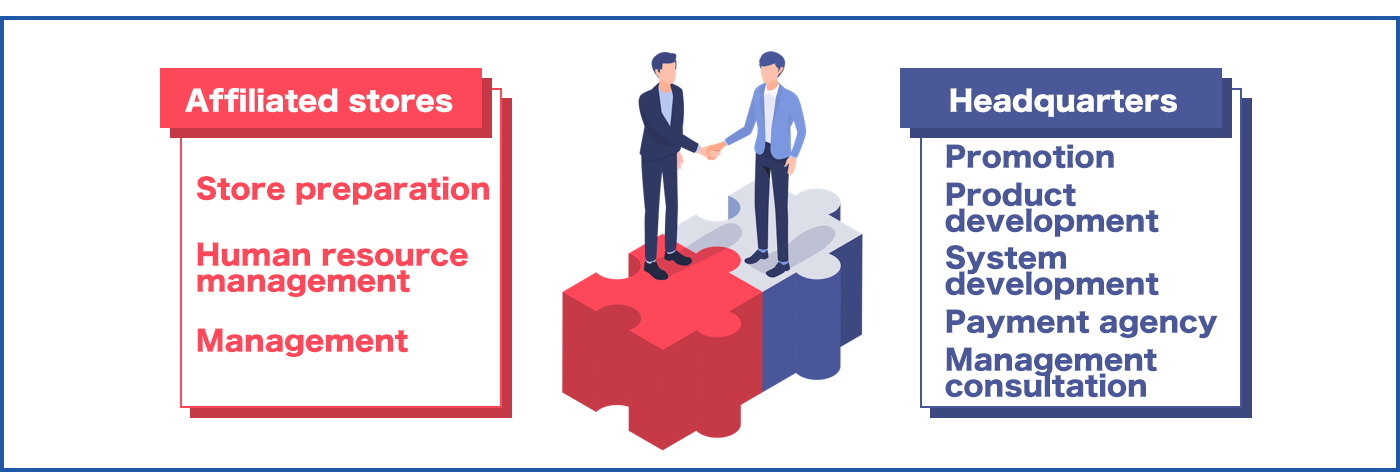 Affiliated stores
Store preparation
Human resource
management
Management
Headquarters
Promotion
Product
development
System
development
Payment agency
Management
consultation